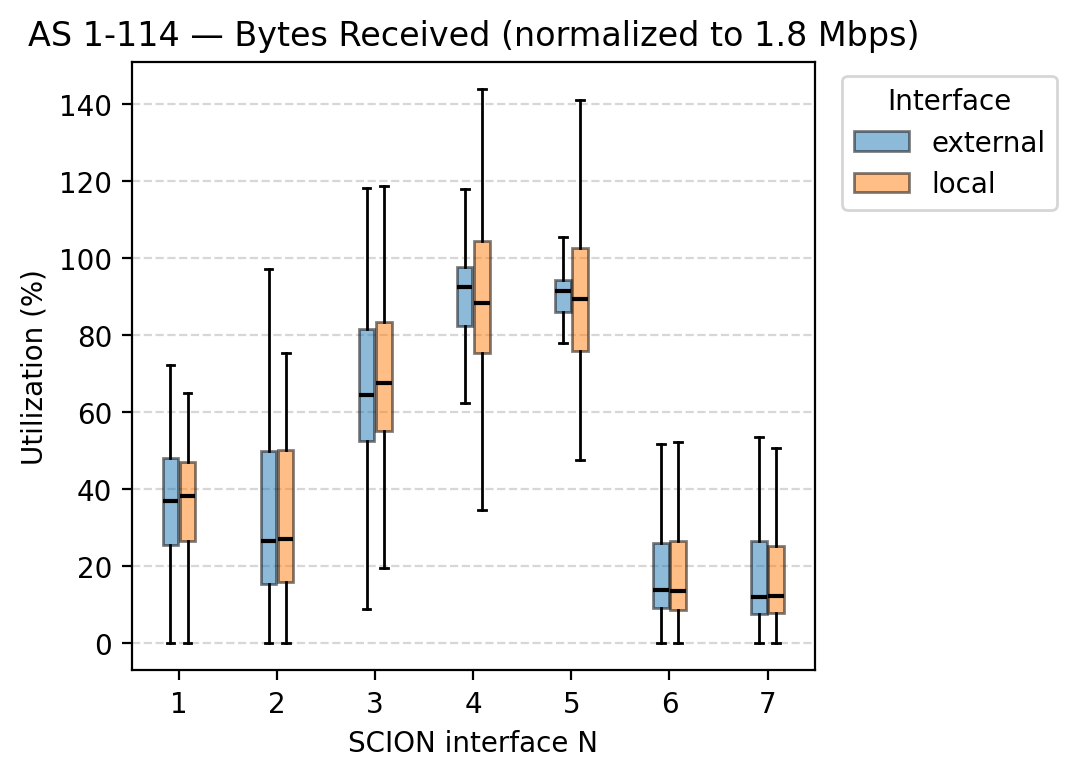 AS 1-114 — Bytes Received (normalized to 1.8 Mbps)
Interface
external
local
Utilization (%)
140
120
100
80
60
40
20
0
1 2 3 4 5 6 7
SCION interface N